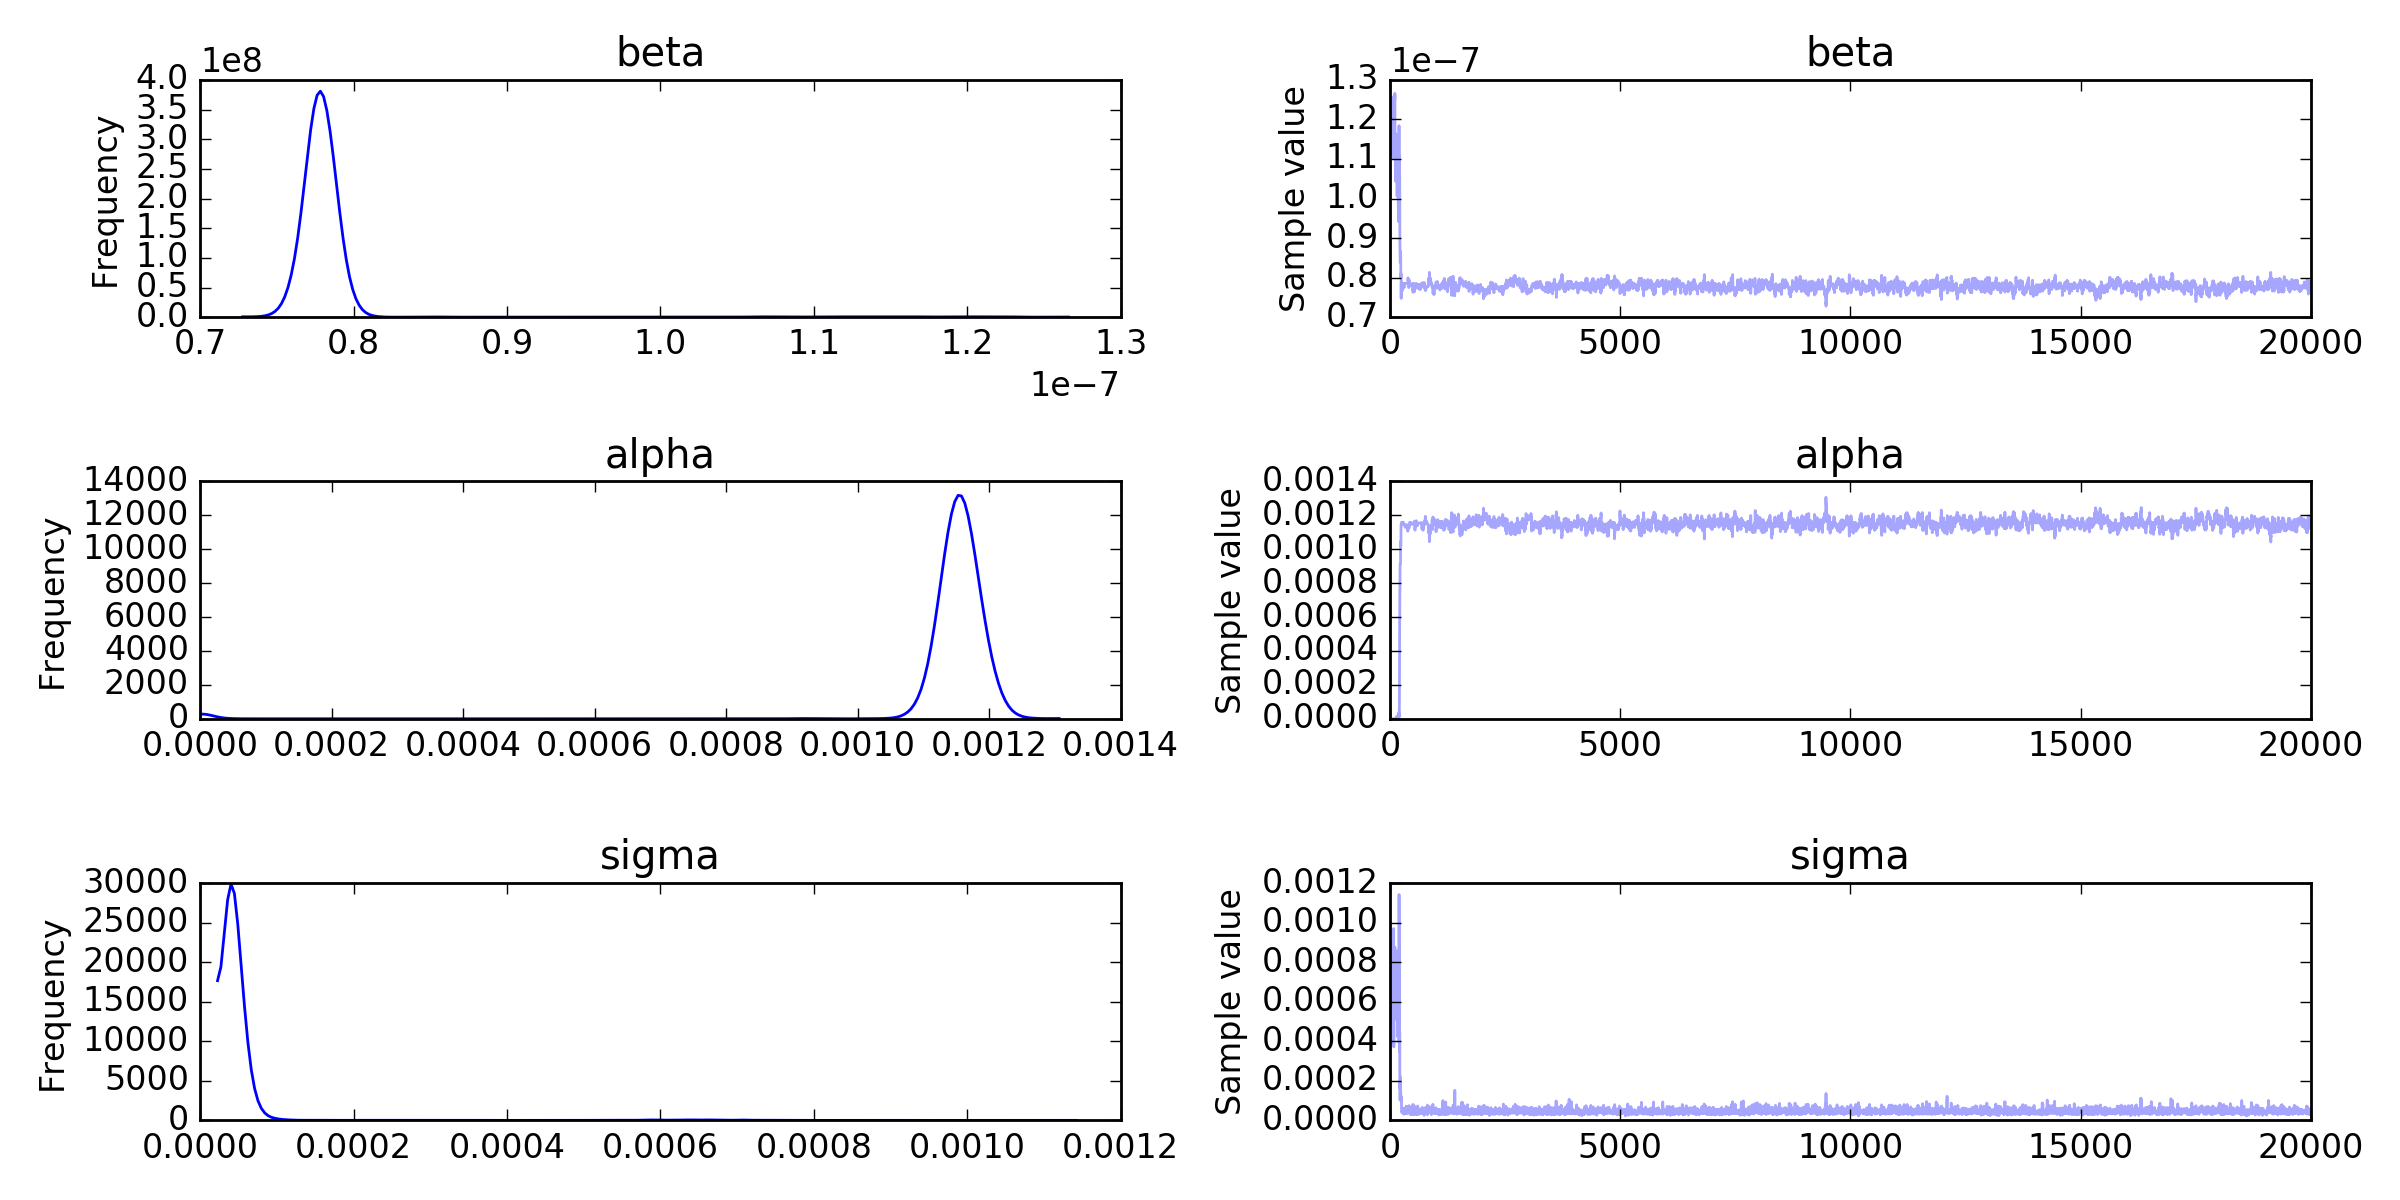 beta
1e8
4.0
3.5
3.0
2.5
2.0
1.5
1.0
0.5
0.0
Frequency
0.7 0.8 0.9 1.0 1.1 1.2 1.3
1e−7
beta
1e−7
1.3
1.2
1.1
1.0
0.9
0.8
0.7
Sample value
0 5000 10000 15000 20000
alpha
14000
12000
10000
8000
6000
4000
2000
0
Frequency
0.0000 0.0002 0.0004 0.0006 0.0008 0.0010 0.0012 0.0014
alpha
0.0014
0.0012
0.0010
0.0008
0.0006
0.0004
0.0002
0.0000
Sample value
0 5000 10000 15000 20000
sigma
30000
25000
20000
15000
10000
5000
0
Frequency
0.0000 0.0002 0.0004 0.0006 0.0008 0.0010 0.0012
sigma
0.0012
0.0010
0.0008
0.0006
0.0004
0.0002
0.0000
Sample value
0 5000 10000 15000 20000